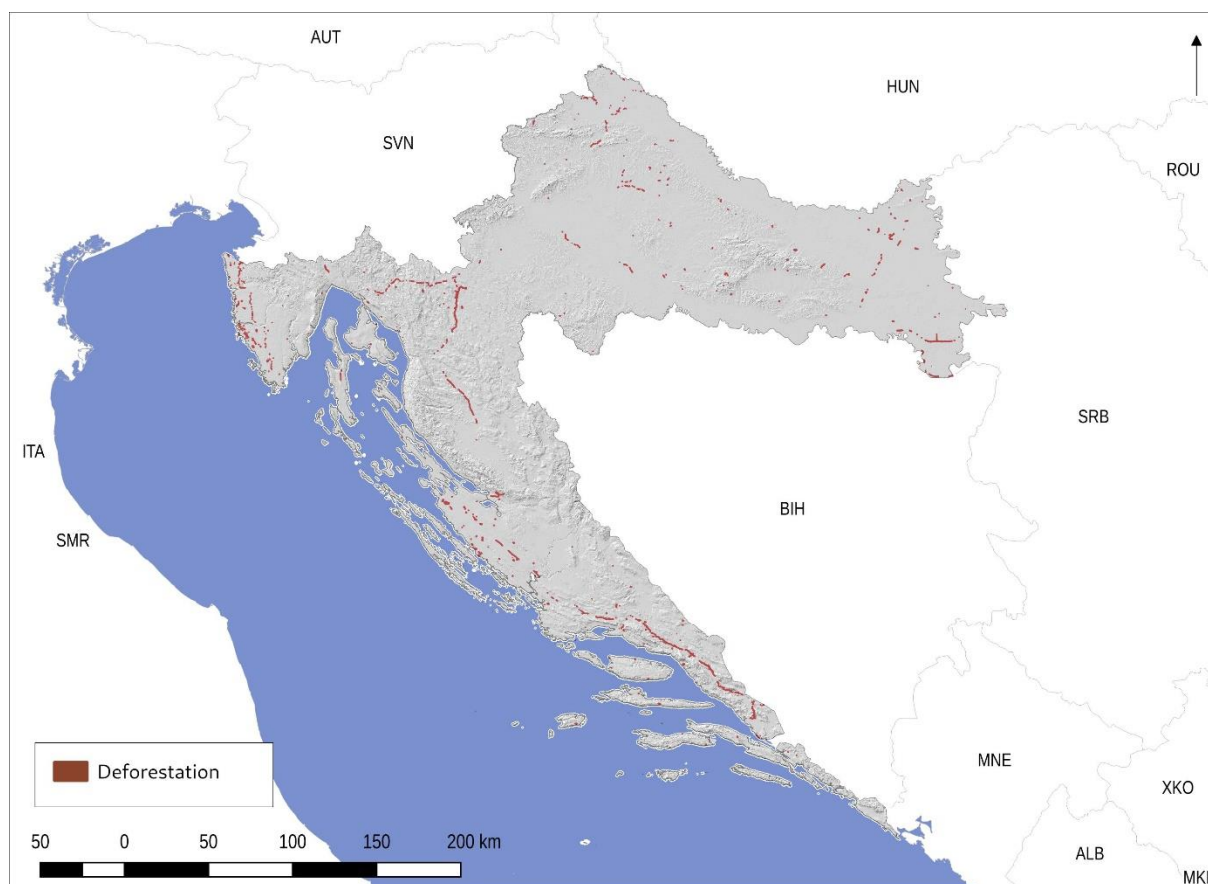 AUT
HUN
SVN
ROU
SRB
ITA
BIH
SMR
MNE
XKO
ALB
Deforestation
50 0 50 100 150 200 km